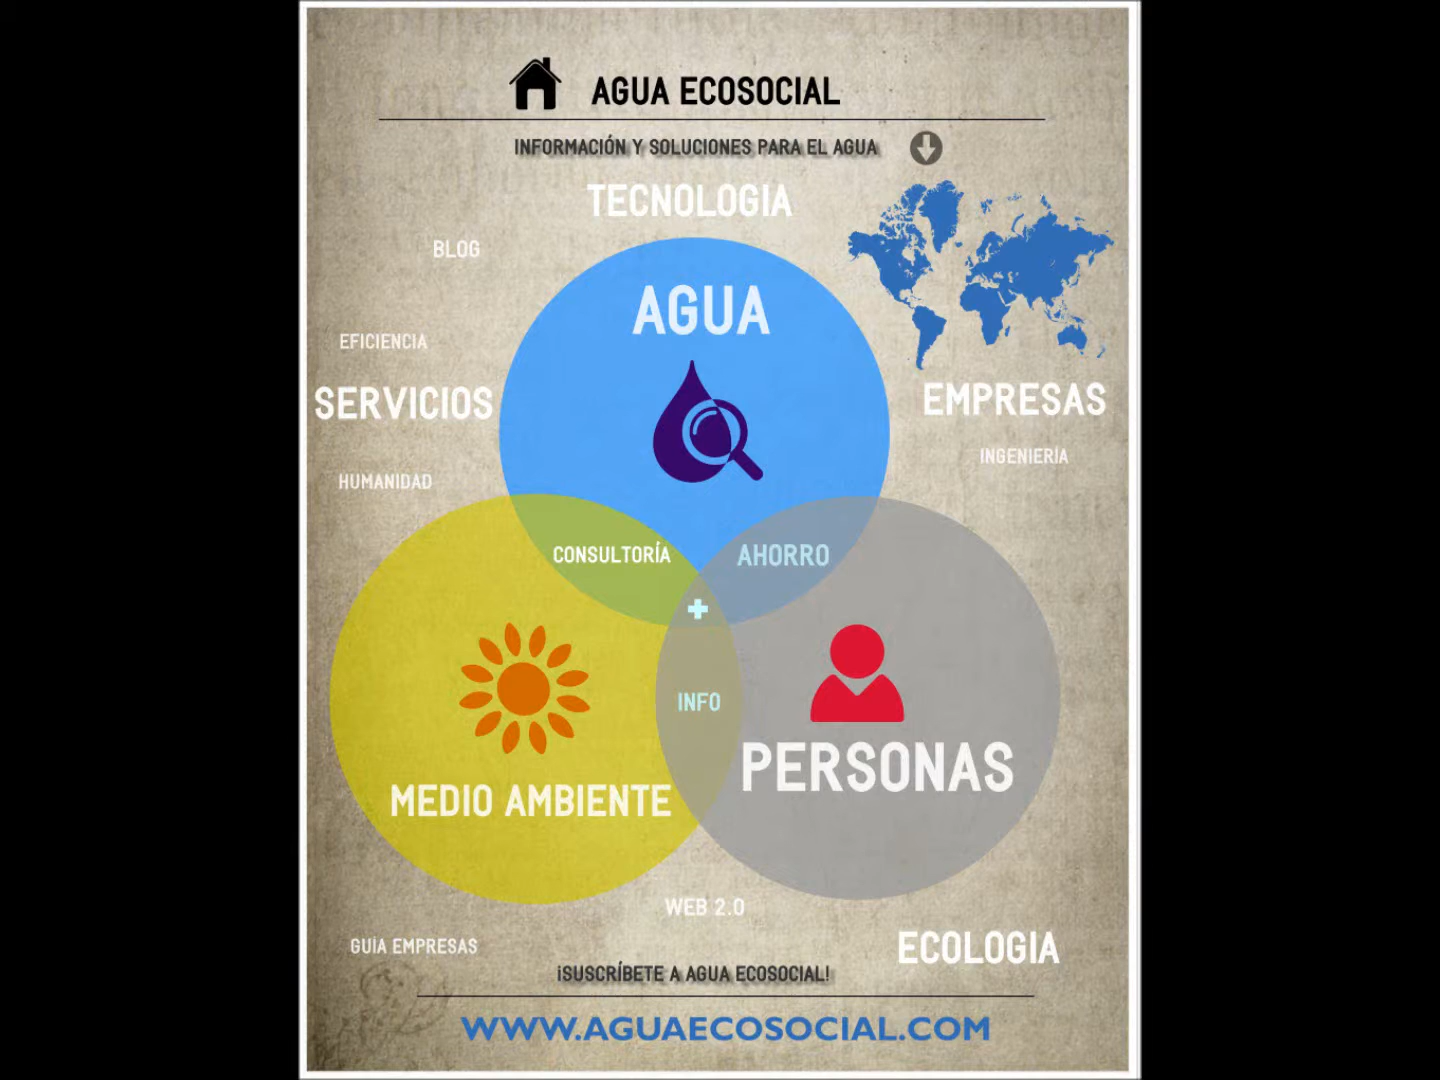 AGUA ECOSOCIAL
INFORMACIÓN Y SOLUCIONES PARA EL AGUA
TECNOLOGIA
BLOG
AGUA
EFICIENCIA
SERVICIOS
EMPRESAS
INGENIERÍA
HUMANIDAD
CONSULTORÍA
AHORRO
+
INFO
PERSONAS
MEDIO AMBIENTE
WEB 2.0
GUÍA EMPRESAS
ECOLOGIA
¡SUSCRÍBETE A AGUA ECOSOCIAL!
WWW.AGUAECOSOCIAL.COM